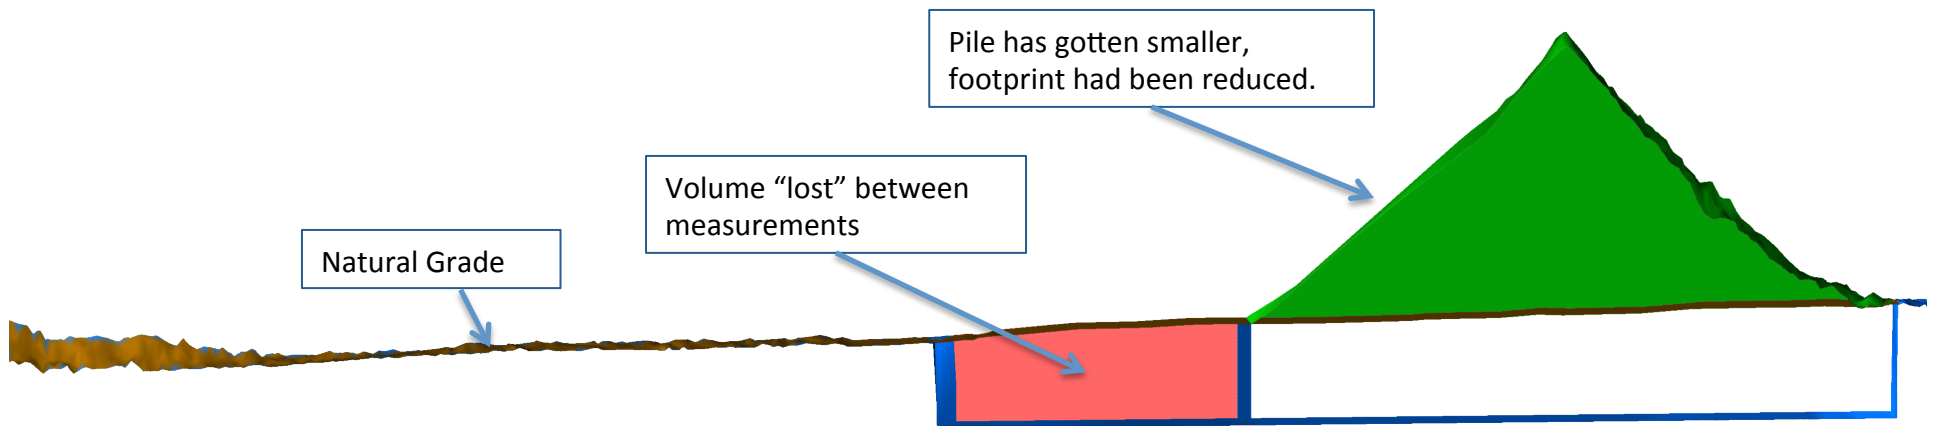 Pile has gotten smaller,
footprint had been reduced.
Volume “lost” between
measurements
Natural Grade